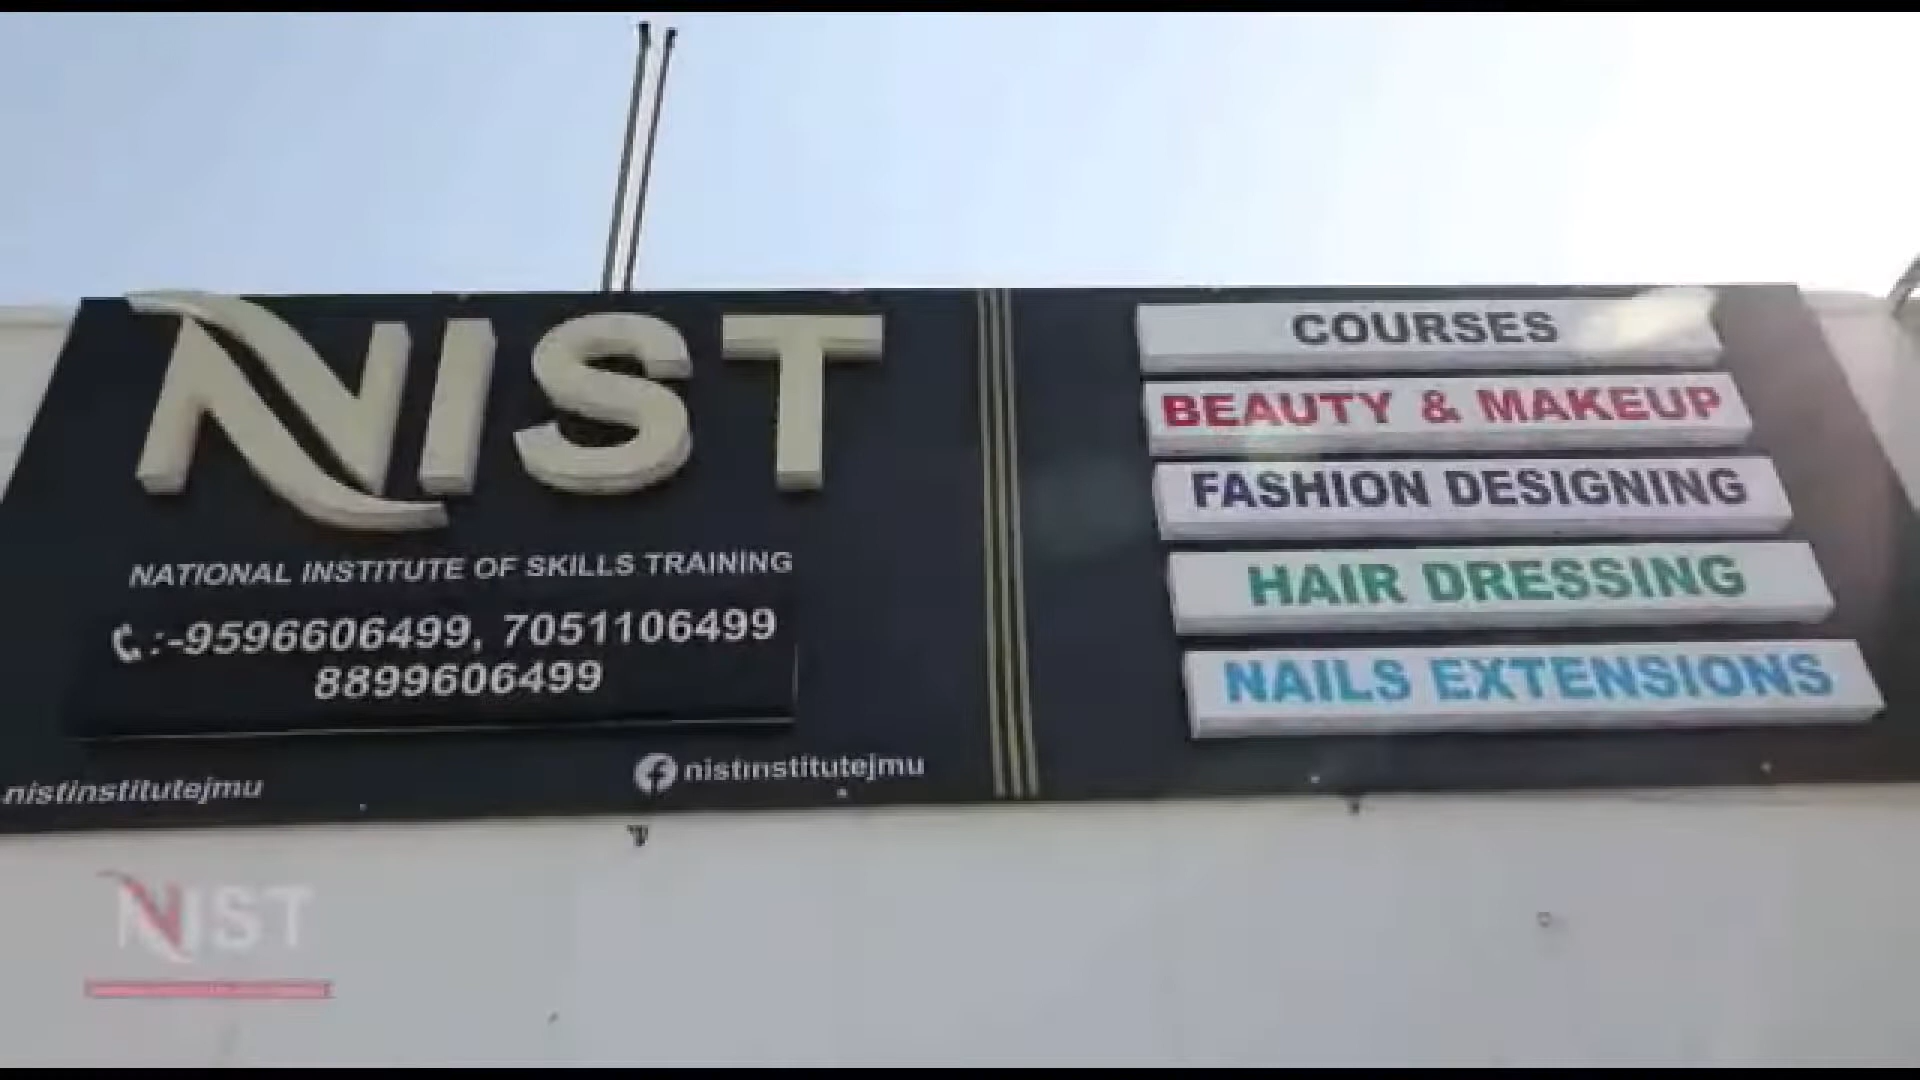 NIST
NATIONAL INSTITUTE OF SKILLS TRAINING
:-9596606499, 7051106499
8899606499
nistinstitutejmu
nistinstitutejmu
COURSES
BEAUTY & MAKEUP
FASHION DESIGNING
HAIR DRESSING
NAILS EXTENSIONS
NIST